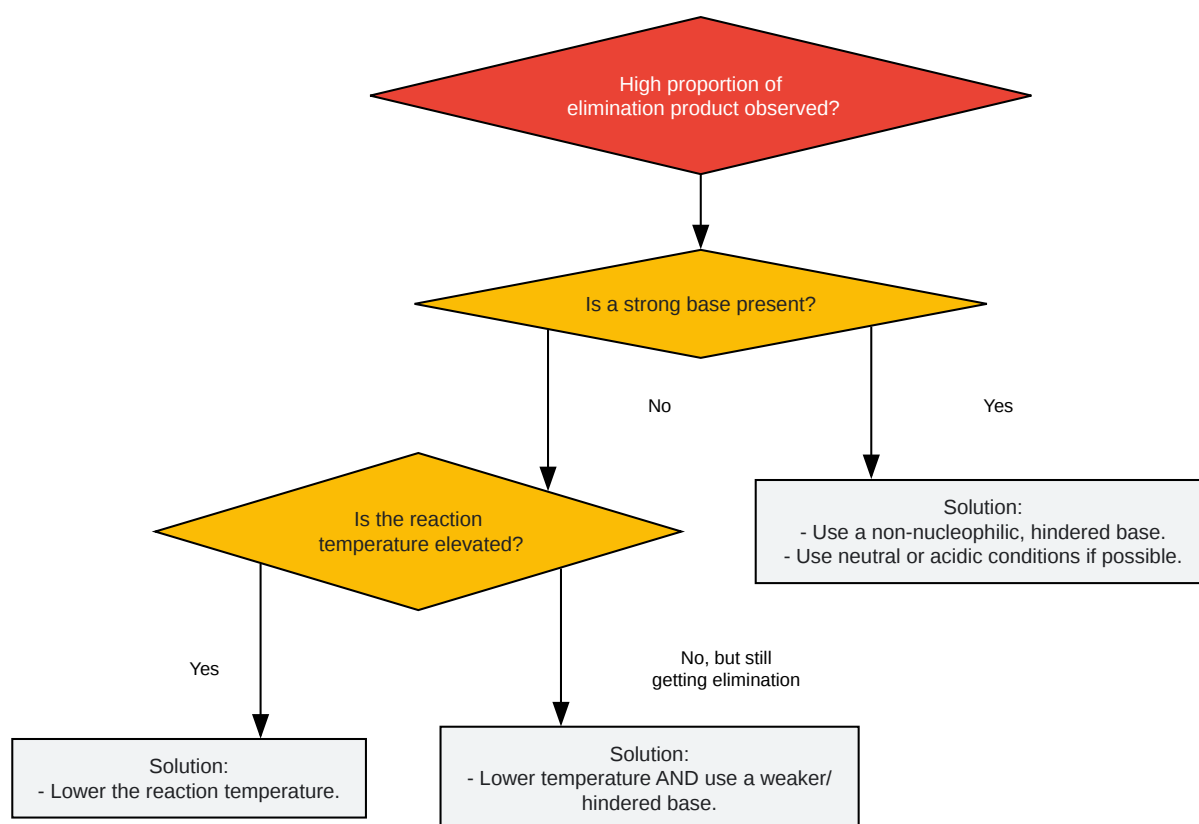 High proportion of
elimination product observed?
Is a strong base present?
No
Yes
Is the reaction
temperature elevated?
Solution:
- Use a non-nucleophilic, hindered base.
- Use neutral or acidic conditions if possible.
Yes
No, but still
getting elimination
Solution:
- Lower the reaction temperature.
Solution:
- Lower temperature AND use a weaker/
hindered base.